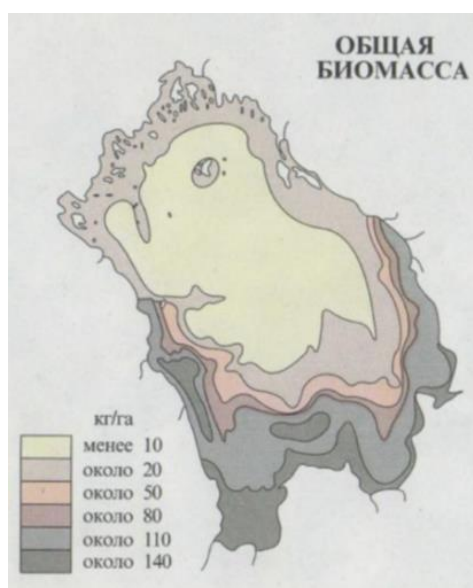 ОБЩАЯ
БИОМАССА
кг/га
менее 10
около 20
около 50
около 80
около 110
около 140